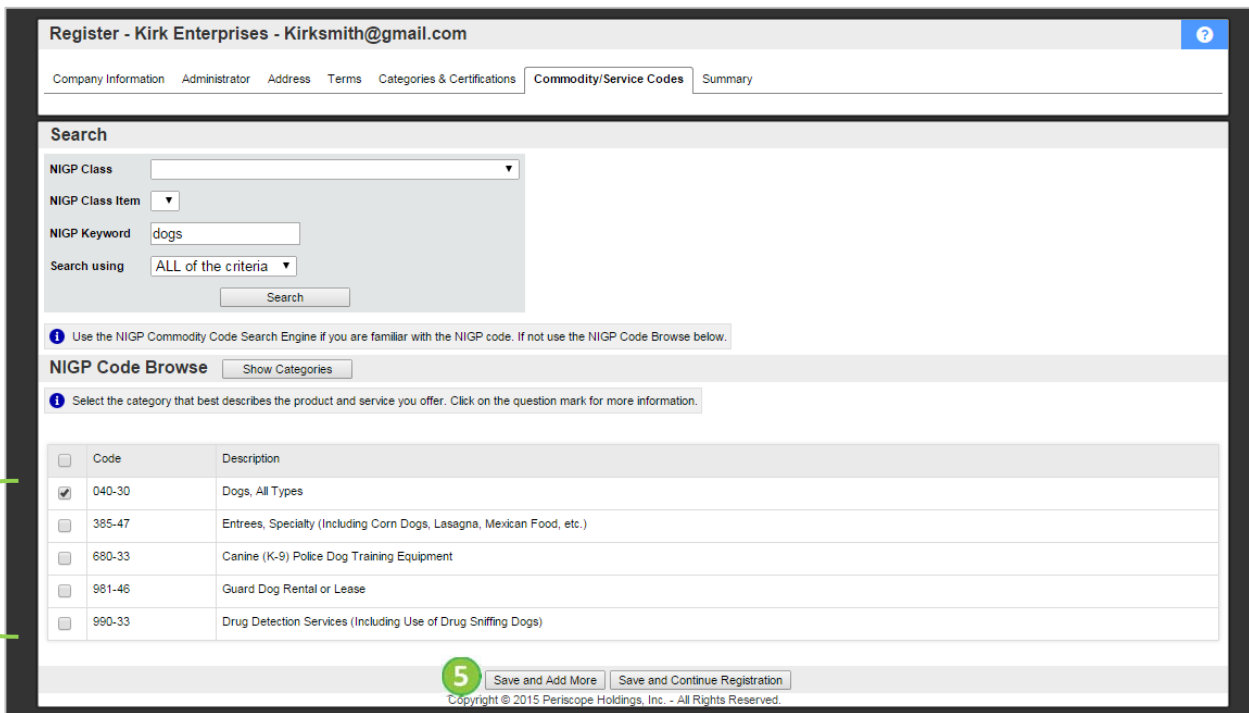 Register - Kirk Enterprises - Kirksmith@gmail.com
?
Company Information Administrator Address Terms Categories & Certifications Commodity/Service Codes Summary
Search
NIGP Class
NIGP Class Item
NIGP Keyword dogs
Search using ALL of the criteria
Search
i Use the NIGP Commodity Code Search Engine if you are familiar with the NIGP code. If not use the NIGP Code Browse below.
NIGP Code Browse Show Categories
i Select the category that best describes the product and service you offer. Click on the question mark for more information.
Code Description
040-30 Dogs, All Types
385-47 Entrees, Specialty (Including Corn Dogs, Lasagna, Mexican Food, etc.)
680-33 Canine (K-9) Police Dog Training Equipment
981-46 Guard Dog Rental or Lease
990-33 Drug Detection Services (Including Use of Drug Sniffing Dogs)
5 Save and Add More Save and Continue Registration
Copyright © 2015 Periscope Holdings, Inc. - All Rights Reserved.